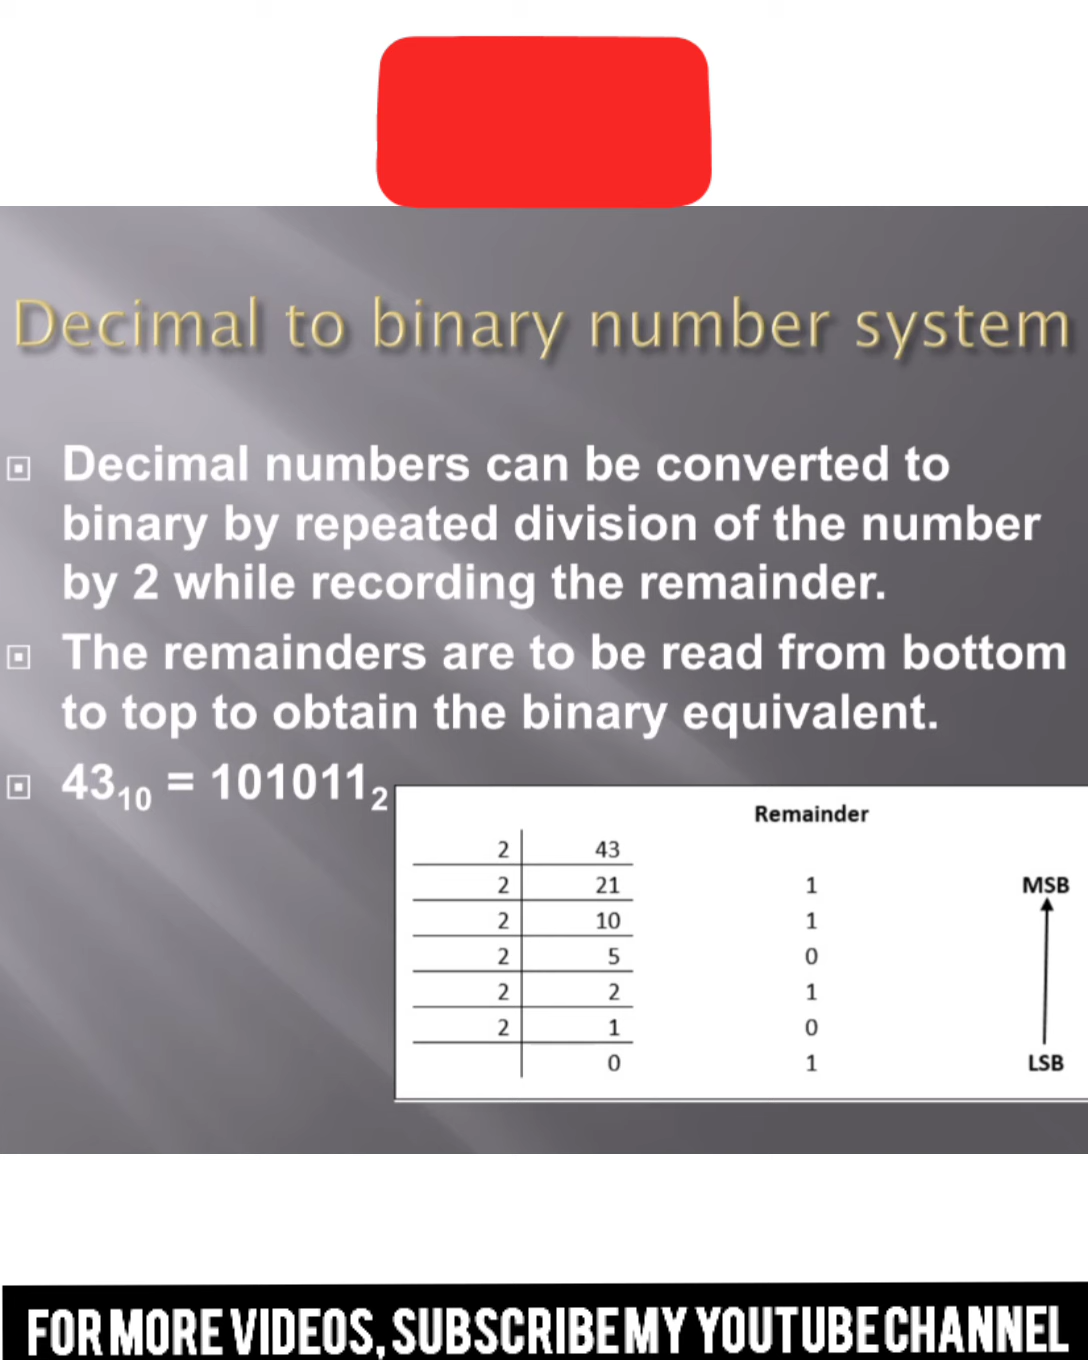 Decimal to binary number system
Decimal numbers can be converted to
binary by repeated division of the number
by 2 while recording the remainder.
The remainders are to be read from bottom
to top to obtain the binary equivalent.
43₁₀ = 101011₂
Remainder
2 43
2 21 1 MSB
2 10 1
2 5 0
2 2 1
2 1 0
0 1 LSB
FOR MORE VIDEOS, SUBSCRIBE MY YOUTUBE CHANNEL